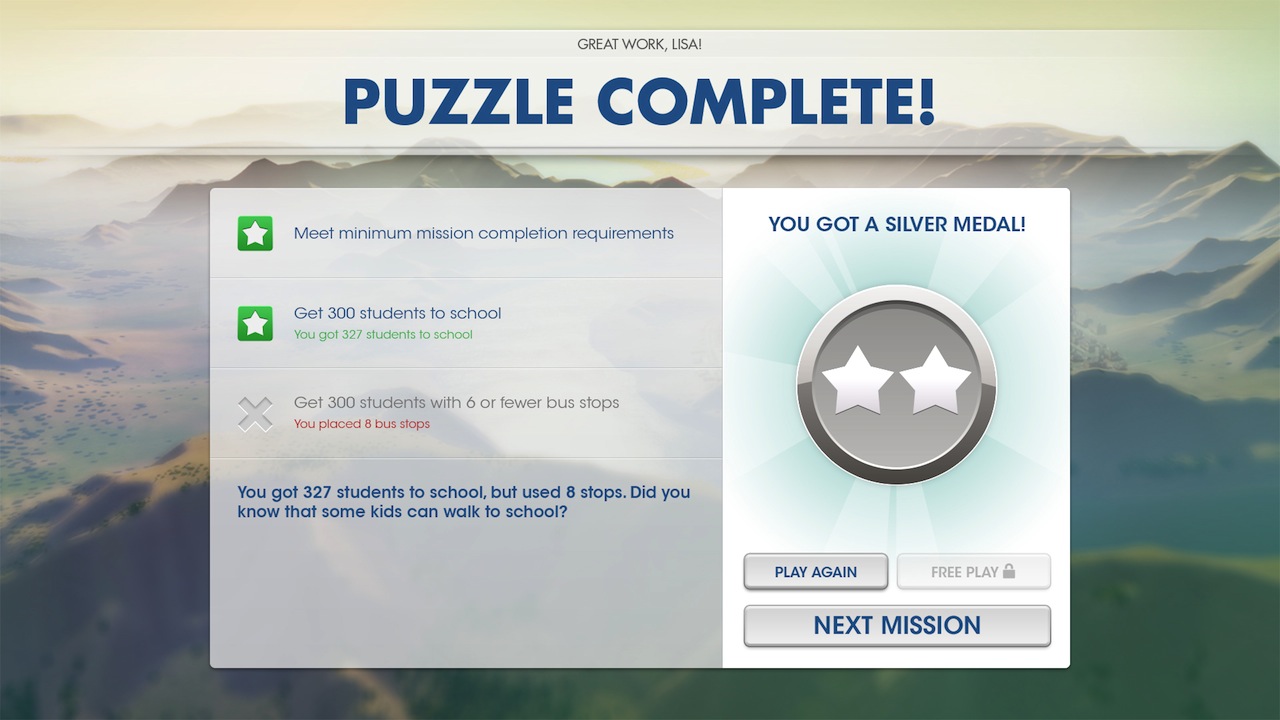 GREAT WORK, LISA!
PUZZLE COMPLETE!
Meet minimum mission completion requirements
Get 300 students to school
You got 327 students to school
Get 300 students with 6 or fewer bus stops
You placed 8 bus stops
You got 327 students to school, but used 8 stops. Did you
know that some kids can walk to school?
YOU GOT A SILVER MEDAL!
PLAY AGAIN
FREE PLAY
NEXT MISSION